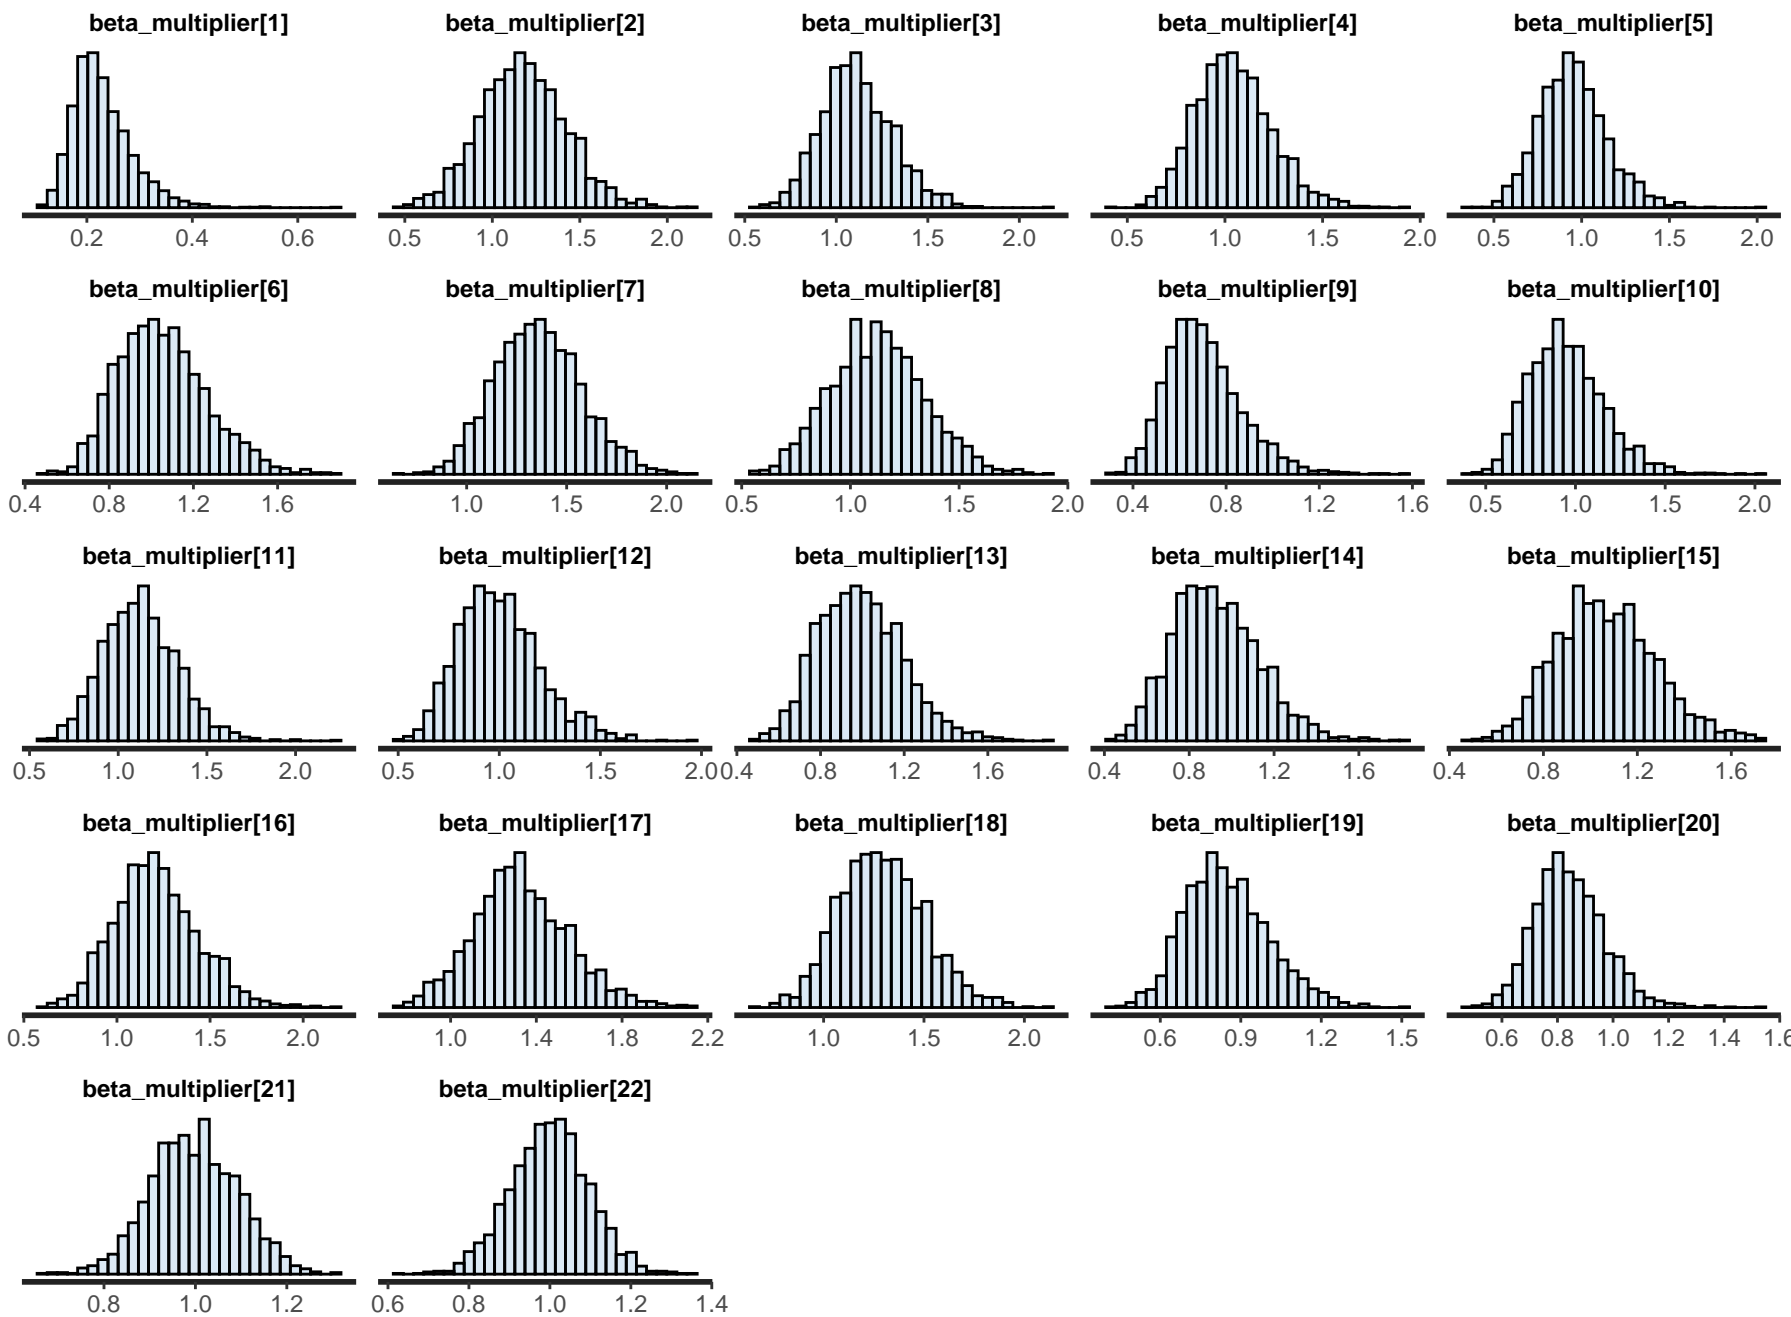 beta_multiplier[1] beta_multiplier[2] beta_multiplier[3] beta_multiplier[4] beta_multiplier[5]
0.2 0.4 0.6 0.5 1.0 1.5 2.0 0.5 1.0 1.5 2.0 0.5 1.0 1.5 2.0 0.5 1.0 1.5 2.0
beta_multiplier[6] beta_multiplier[7] beta_multiplier[8] beta_multiplier[9] beta_multiplier[10]
0.4 0.8 1.2 1.6 1.0 1.5 2.0 0.5 1.0 1.5 2.0 0.4 0.8 1.2 1.6 0.5 1.0 1.5 2.0
beta_multiplier[11] beta_multiplier[12] beta_multiplier[13] beta_multiplier[14] beta_multiplier[15]
0.5 1.0 1.5 2.0 0.5 1.0 1.5 2.0 0.4 0.8 1.2 1.6 0.4 0.8 1.2 1.6 0.4 0.8 1.2 1.6
beta_multiplier[16] beta_multiplier[17] beta_multiplier[18] beta_multiplier[19] beta_multiplier[20]
0.5 1.0 1.5 2.0 1.0 1.4 1.8 2.2 1.0 1.5 2.0 0.6 0.9 1.2 1.5 0.6 0.8 1.0 1.2 1.4 1.6
beta_multiplier[21] beta_multiplier[22]
0.8 1.0 1.2 0.6 0.8 1.0 1.2 1.4